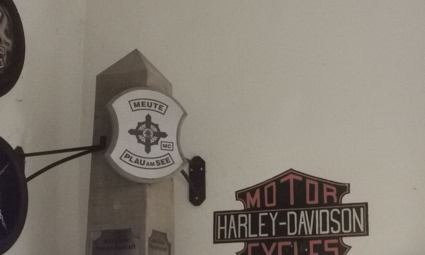 MEUTE
MC
PLAU AM SEE
MOTOR
HARLEY-DAVIDSON
CYCLES